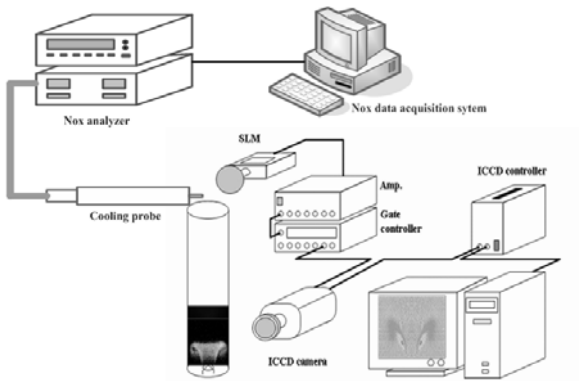 Nox analyzer
Nox data acquisition sytem
SLM
Cooling probe
Amp.
Gate
controller
ICCD controller
ICCD camera